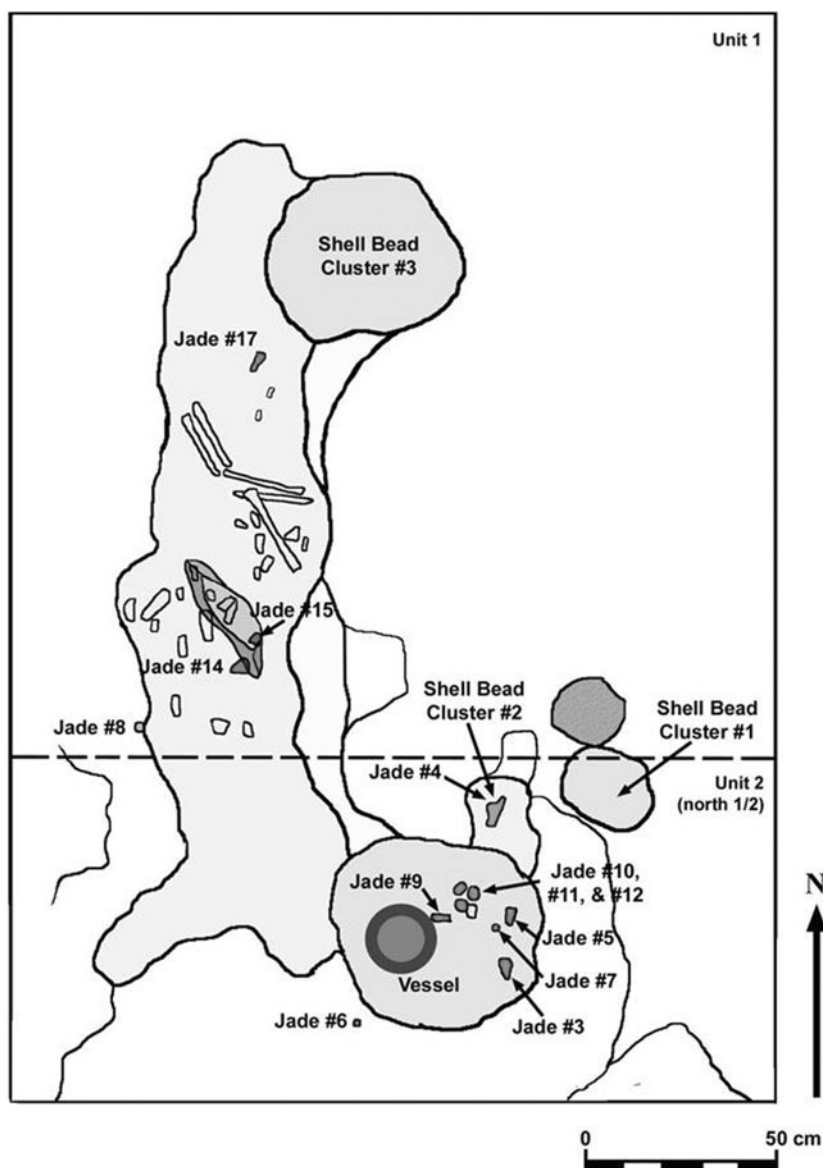 Unit 1
Shell Bead
Cluster #3
Jade #17
Jade #15
Jade #14
Shell Bead
Cluster #2
Shell Bead
Cluster #1
Jade #8
Jade #4
Unit 2
(north 1/2)
Jade #9
Jade #10,
#11, & #12
N
Jade #5
Vessel
Jade #7
Jade #6
Jade #3
0
50 cm